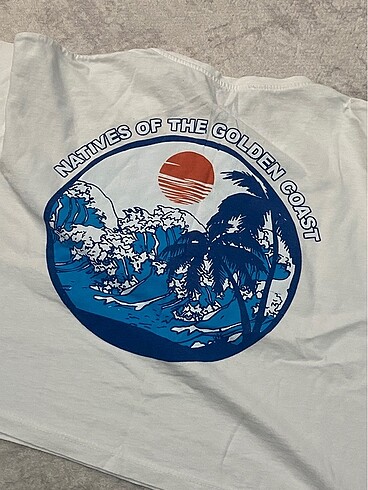 NATIVES OF THE GOLDEN COAST